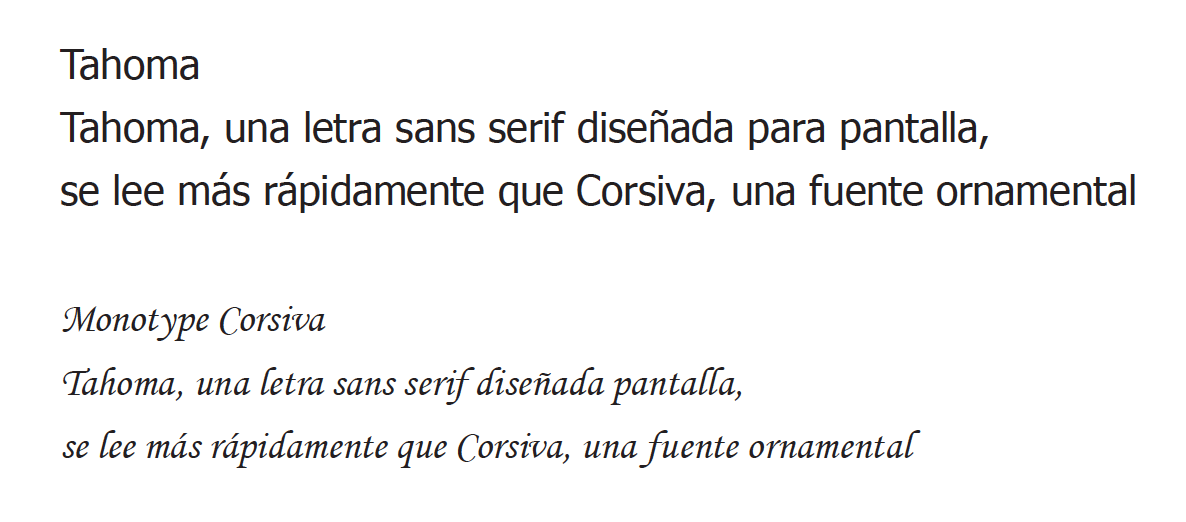 Tahoma
Tahoma, una letra sans serif diseñada para pantalla,
se lee más rápidamente que Corsiva, una fuente ornamental
Monotype Corsiva
Tahoma, una letra sans serif diseñada pantalla,
se lee más rápidamente que Corsiva, una fuente ornamental